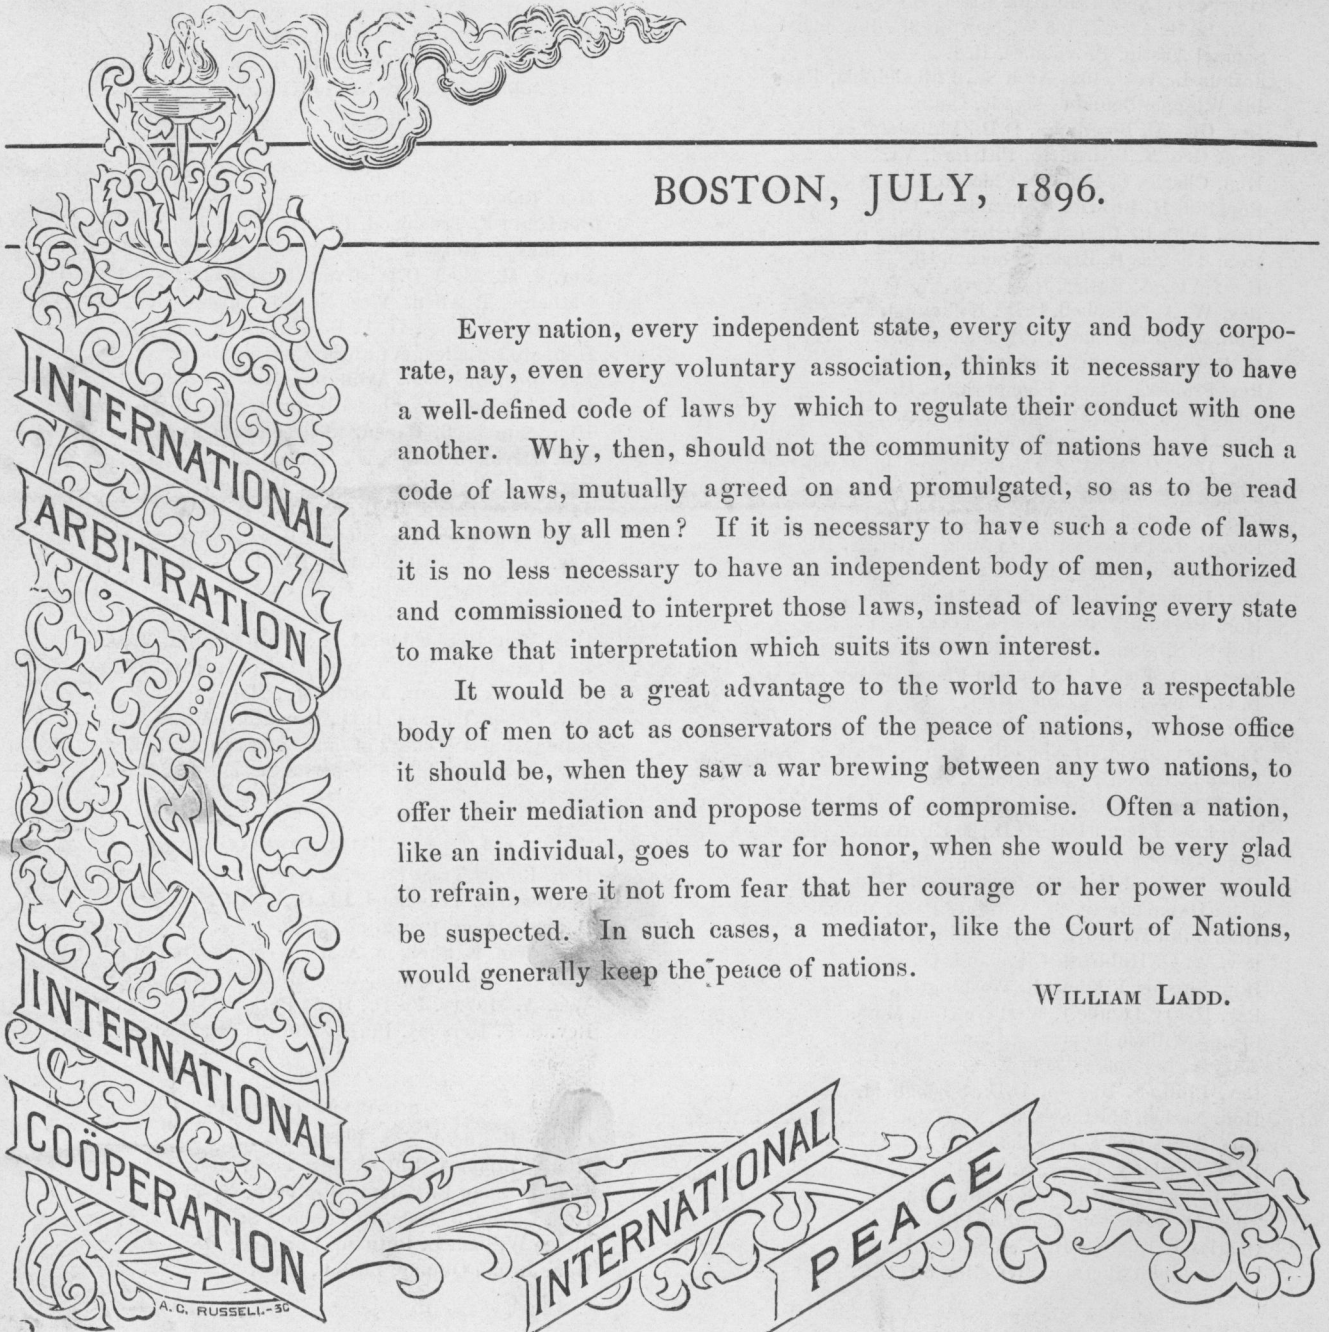 BOSTON, JULY, 1896.
Every nation, every independent state, every city and body corpo-
rate, nay, even every voluntary association, thinks it necessary to have
a well-defined code of laws by which to regulate their conduct with one
another. Why, then, should not the community of nations have such a
code of laws, mutually agreed on and promulgated, so as to be read
and known by all men? If it is necessary to have such a code of laws,
it is no less necessary to have an independent body of men, authorized
and commissioned to interpret those laws, instead of leaving every state
to make that interpretation which suits its own interest.
It would be a great advantage to the world to have a respectable
body of men to act as conservators of the peace of nations, whose office
it should be, when they saw a war brewing between any two nations, to
offer their mediation and propose terms of compromise. Often a nation,
like an individual, goes to war for honor, when she would be very glad
to refrain, were it not from fear that her courage or her power would
be suspected. In such cases, a mediator, like the Court of Nations,
would generally keep the peace of nations.
WILLIAM LADD.
INTERNATIONAL
ARBITRATION
INTERNATIONAL
COÖPERATION
INTERNATIONAL
PEACE
A. C. RUSSELL.